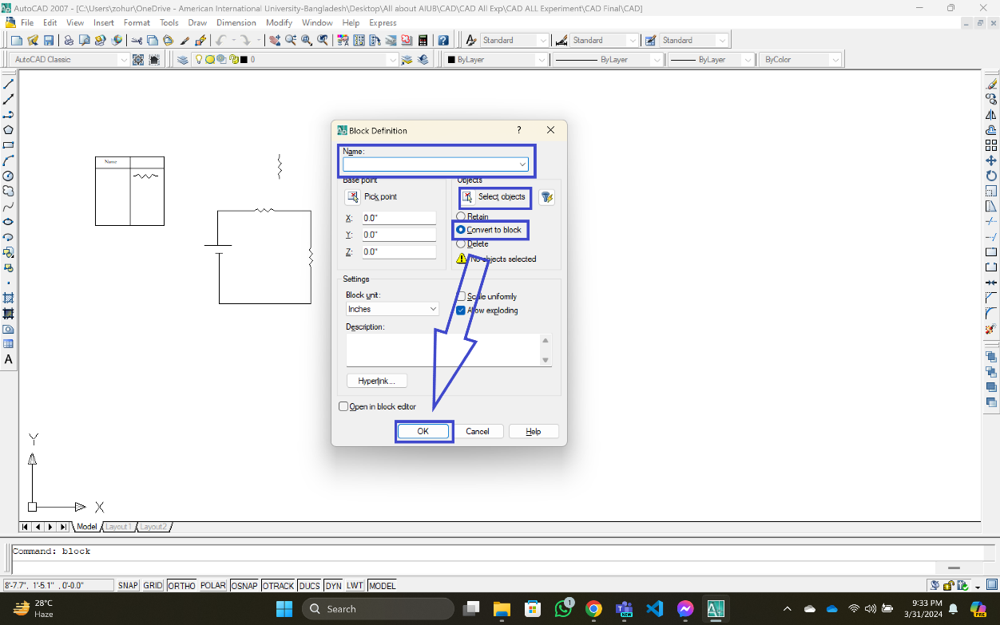 AutoCAD 2007 - [C:\Users\zohur\OneDrive - American International University-Bangladesh\Desktop\All about AIUB\CAD\CAD All Exp\CAD ALL Experiment\CAD Final\CAD]
File Edit View Insert Format Tools Draw Dimension Modify Window Help Express
Standard Standard Standard
AutoCAD Classic 0 ByLayer ByLayer ByLayer ByColor
Block Definition ? 
Name:
Base point Objects
Pick point Select objects
X: 0.0" Retain
Convert to block
Y: 0.0"
Delete
Z: 0.0"
No objects selected
Settings
Block unit: Scale uniformly
Inches Allow exploding
Description:
Hyperlink...
Open in block editor
OK Cancel Help
Name
Y
X
Model Layout1 Layout2
Command: block
8'-7.7", 1'-5.1" , 0'-0.0" SNAP GRID ORTHO POLAR OSNAP OTRACK DUCS DYN LWT MODEL
28°C
Haze
Search
1
NEW
9:33 PM
3/31/2024
PRE
A